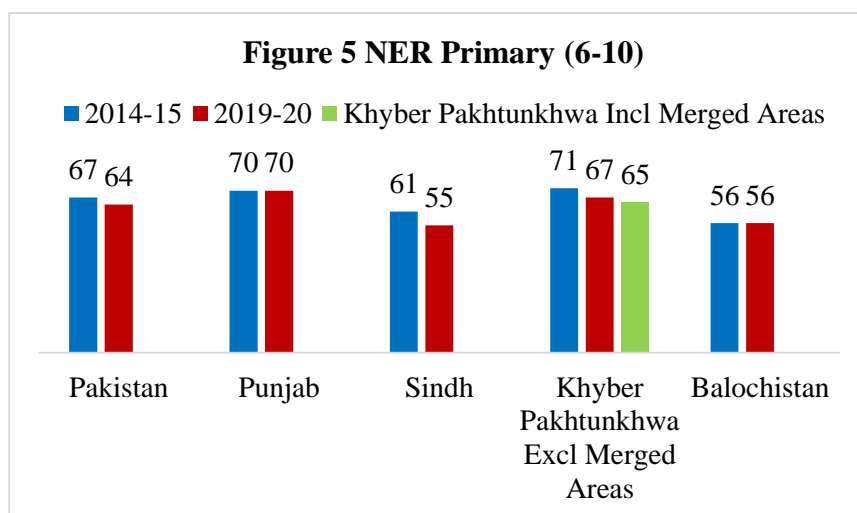 Figure 5 NER Primary (6-10)
2014-15 2019-20 Khyber Pakhtunkhwa Incl Merged Areas
67 64 70 70 61 55 71 67 65 56 56
Pakistan Punjab Sindh Khyber Balochistan
Pakhtunkhwa
Excl Merged
Areas